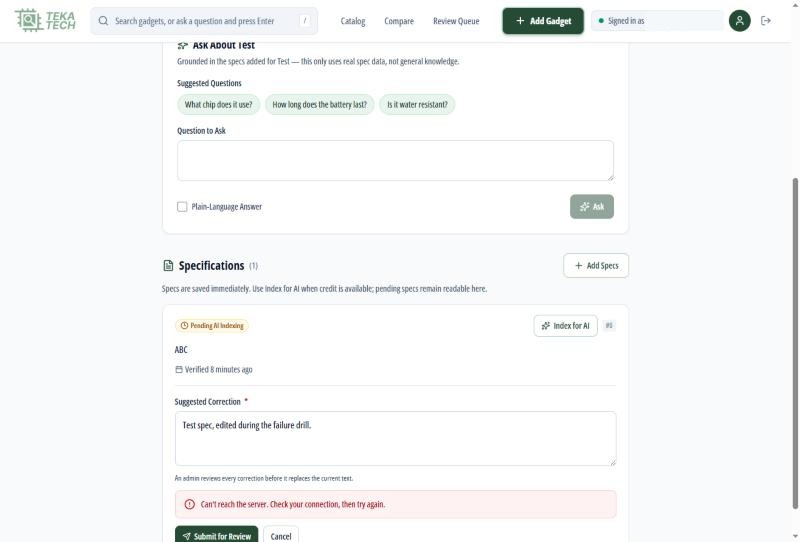 TEKA
TECH
Search gadgets, or ask a question and press Enter
/
Catalog
Compare
Review Queue
+ Add Gadget
Signed in as
Ask About Test
Grounded in the specs added for Test — this only uses real spec data, not general knowledge.
Suggested Questions
What chip does it use?
How long does the battery last?
Is it water resistant?
Question to Ask
Plain-Language Answer
Ask
Specifications (1)
+ Add Specs
Specs are saved immediately. Use Index for AI when credit is available; pending specs remain readable here.
Pending AI Indexing
Index for AI
#0
ABC
Verified 8 minutes ago
Suggested Correction *
Test spec, edited during the failure drill.
An admin reviews every correction before it replaces the current text.
Can't reach the server. Check your connection, then try again.
Submit for Review
Cancel